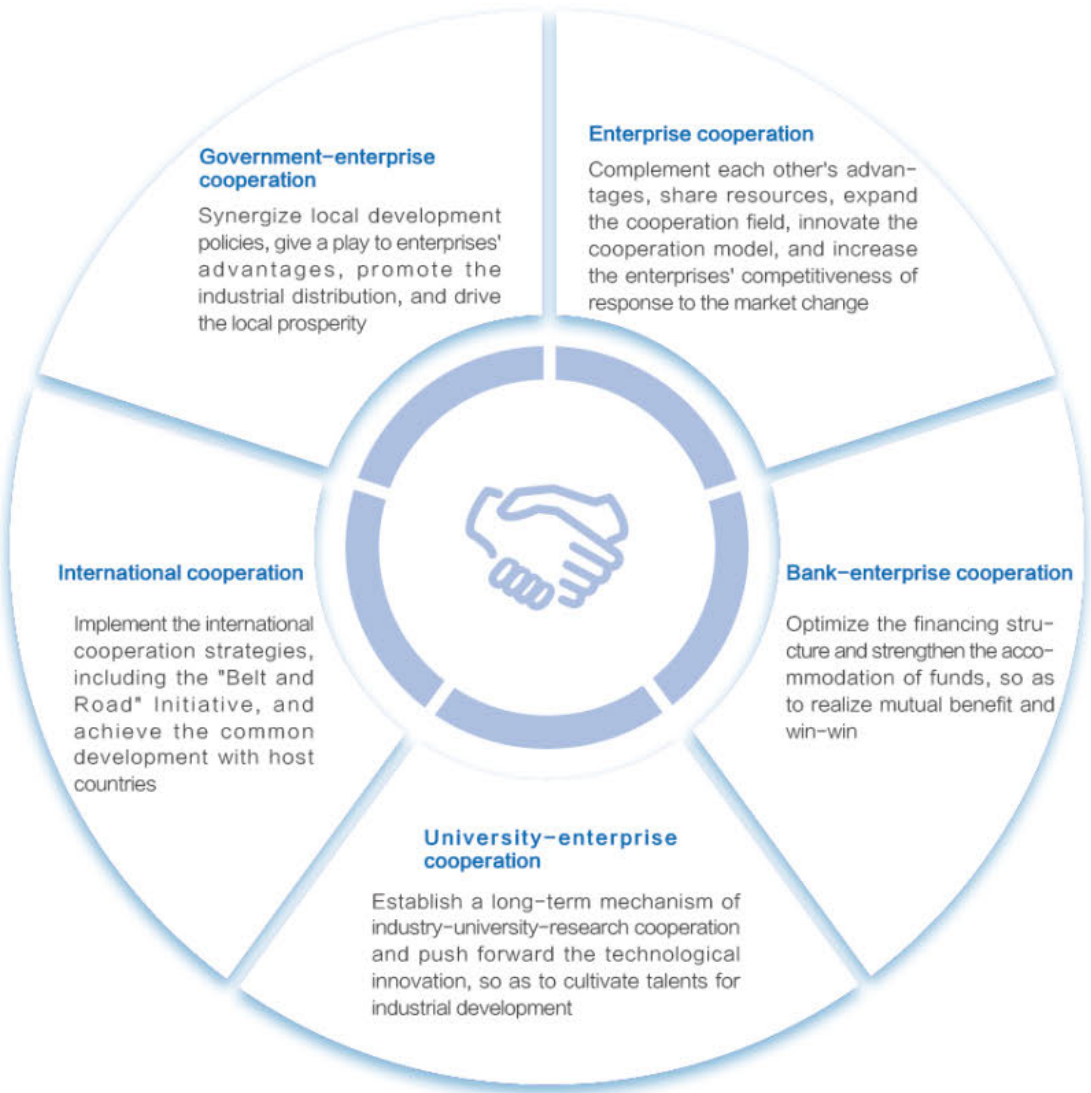 Government-enterprise
cooperation
Synergize local development
policies, give a play to enterprises'
advantages, promote the
industrial distribution, and drive
the local prosperity
Enterprise cooperation
Complement each other's advan-
tages, share resources, expand
the cooperation field, innovate the
cooperation model, and increase
the enterprises' competitiveness of
response to the market change
International cooperation
Implement the international
cooperation strategies,
including the "Belt and
Road" Initiative, and
achieve the common
development with host
countries
Bank-enterprise cooperation
Optimize the financing stru-
cture and strengthen the acco-
mmodation of funds, so as
to realize mutual benefit and
win-win
University-enterprise
cooperation
Establish a long-term mechanism of
industry-university-research cooperation
and push forward the technological
innovation, so as to cultivate talents for
industrial development